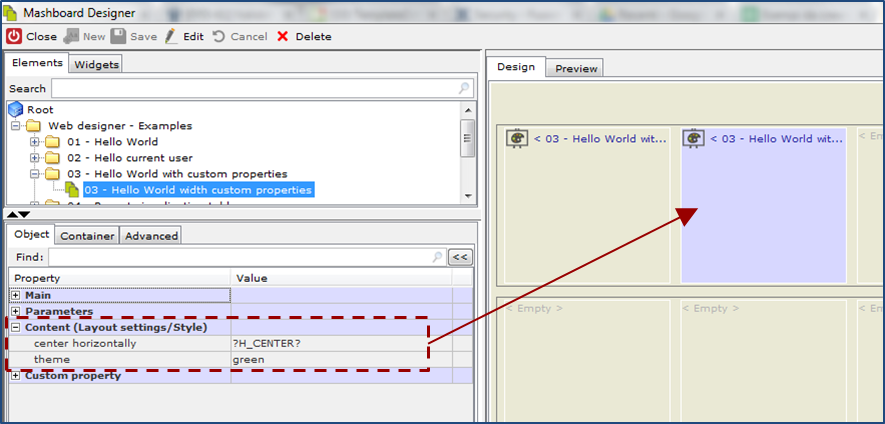 Mashboard Designer
Close New Save Edit Cancel Delete
Elements Widgets
Search
Root
Web designer - Examples
01 - Hello World
02 - Hello current user
03 - Hello World with custom properties
03 - Hello World width custom properties
Object Container Advanced
Find: <<
Property Value
Main
Parameters
Content (Layout settings/Style)
center horizontally ?H_CENTER?
theme green
Custom property
Design Preview
< 03 - Hello World wit... < 03 - Hello World wit...
< Empty > < Empty >